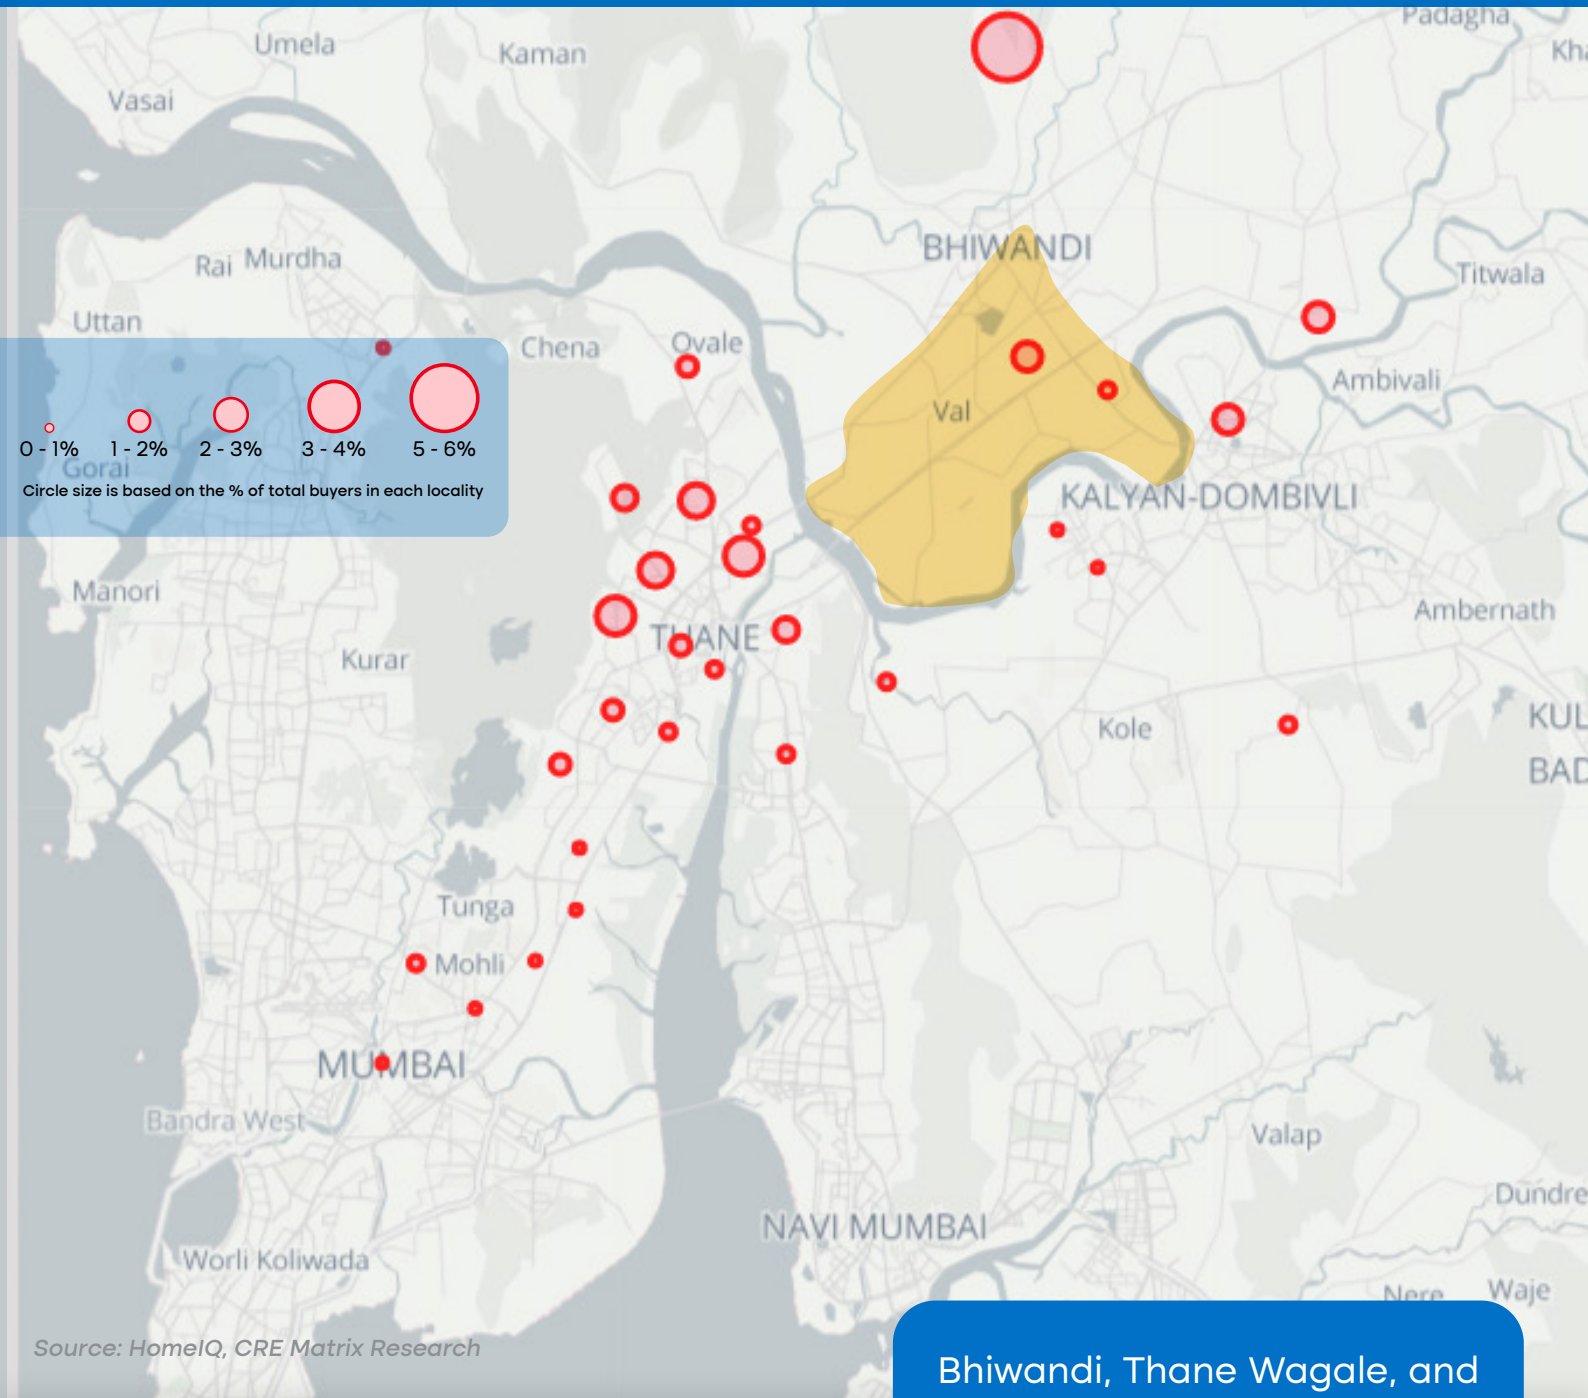 Padagha
Umela
Kaman
Vasai
BHIWANDI
Rai
Murdha
Titwala
Uttan
Chena
Ovale
Ambivali
Val
0 - 1%
1 - 2%
2 - 3%
3 - 4%
5 - 6%
Gorai
Circle size is based on the % of total buyers in each locality
KALYAN-DOMBIVLI
Manori
Ambernath
THANE
Kurar
KUL
Kole
BAD
Tunga
Mohli
MUMBAI
Bandra West
Valap
Dundre
NAVI MUMBAI
Worli Koliwada
Nere
Waje
Source: HomeIQ, CRE Matrix Research
Bhiwandi, Thane Wagale, and